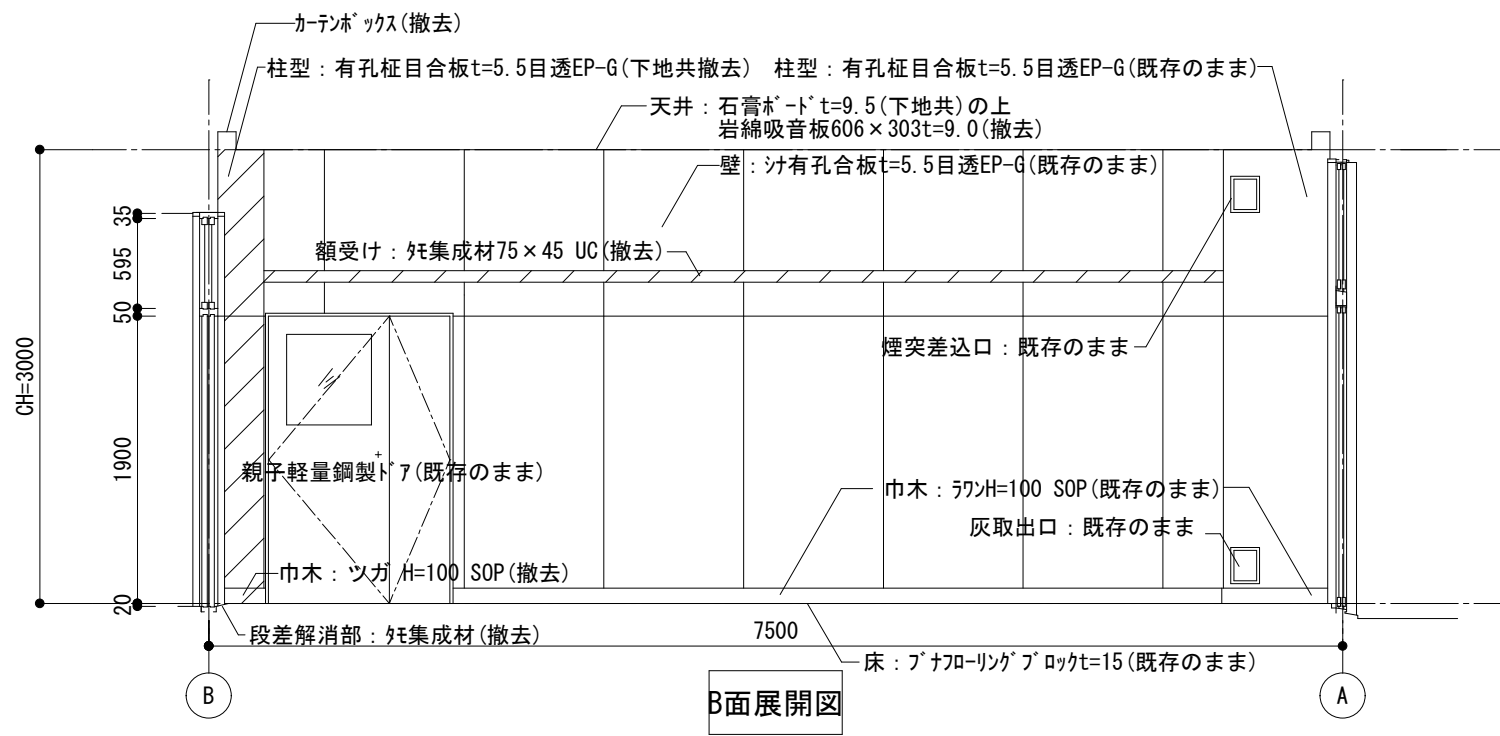 カーテンボックス(撤去)
柱型：有孔柾目合板t=5.5目透EP-G(下地共撤去)
柱型：有孔柾目合板t=5.5目透EP-G(既存のまま)
天井：石膏ボードt=9.5(下地共)の上
岩綿吸音板606×303t=9.0(撤去)
壁：シナ有孔合板t=5.5目透EP-G(既存のまま)
額受け：タモ集成材75×45 UC(撤去)
35
595
50
CH=3000
1900
20
煙突差込口：既存のまま
親子軽量鋼製ドア(既存のまま)
巾木：ラワンH=100 SOP(既存のまま)
灰取出口：既存のまま
巾木：ツガ H=100 SOP(撤去)
段差解消部：タモ集成材(撤去)
7500
床：ブナフローリングブロックt=15(既存のまま)
B
B面展開図
A